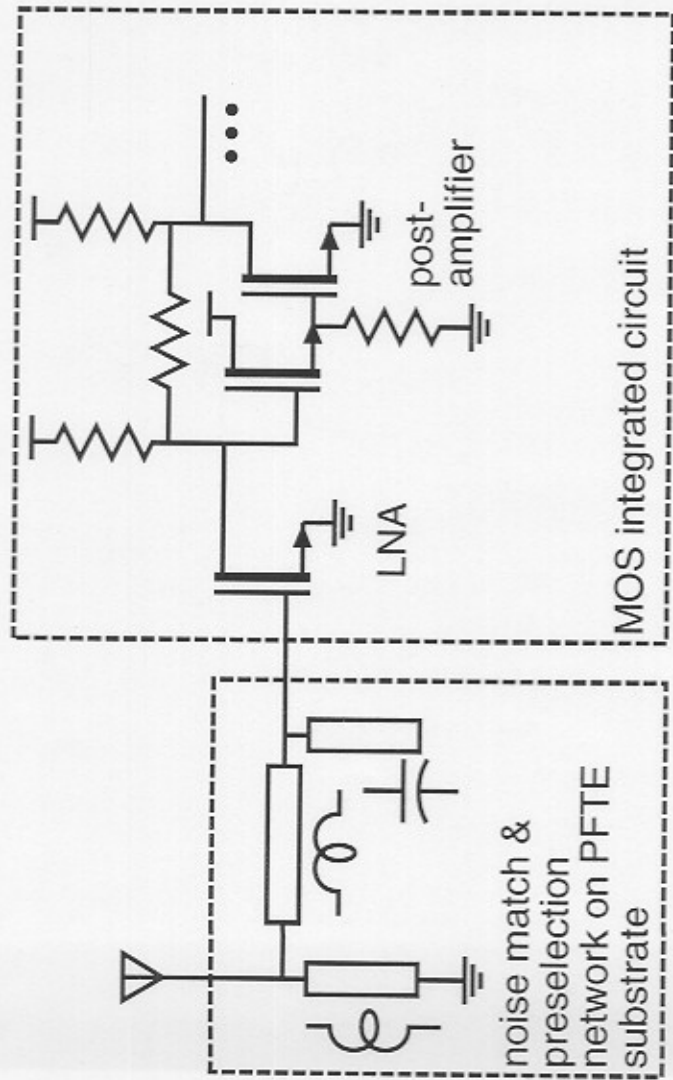 post-
amplifier
LNA
MOS integrated circuit
noise match &
preselection
network on PFTE
substrate